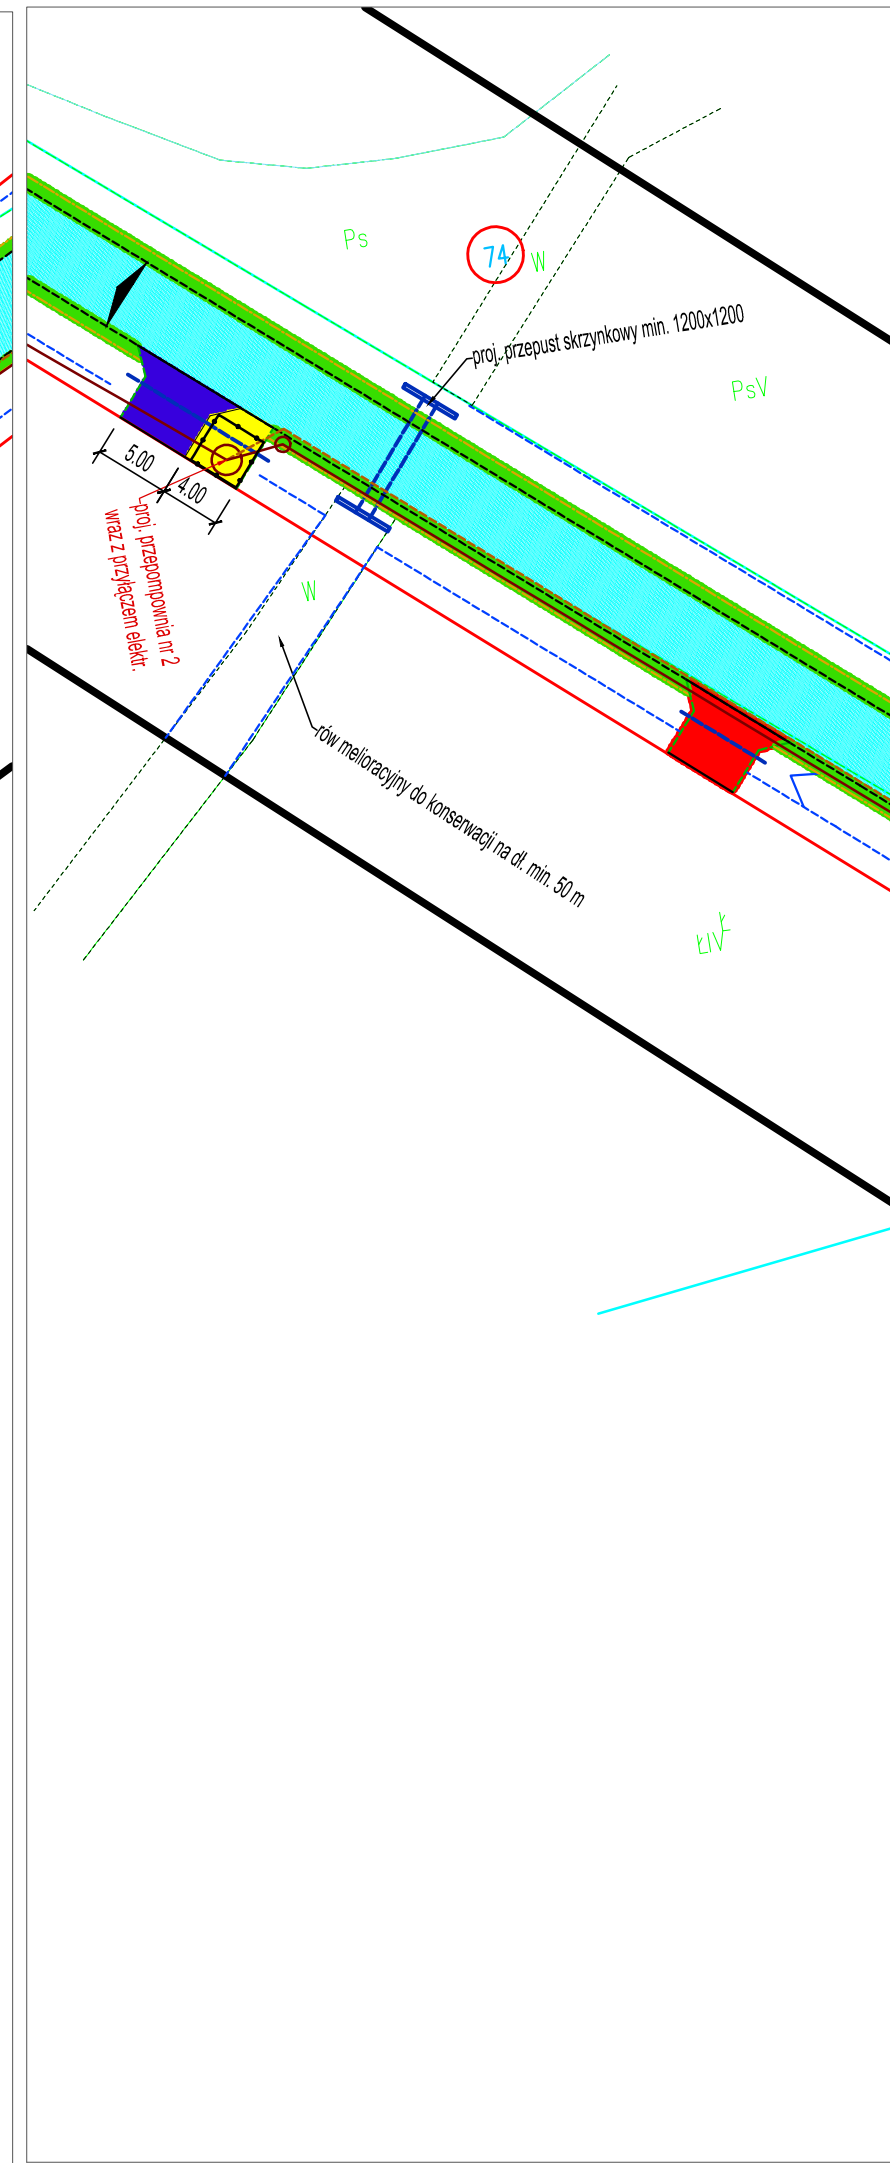 Ps
74
W
proj. przepust skrzynkowy min. 1200x1200
PsV
5.00
4.00
proj. przepompownia nr 2
wraz z przyłączem elektr.
W
rów melioracyjny do konserwacji na dł. min. 50 m
Ł
ŁIV